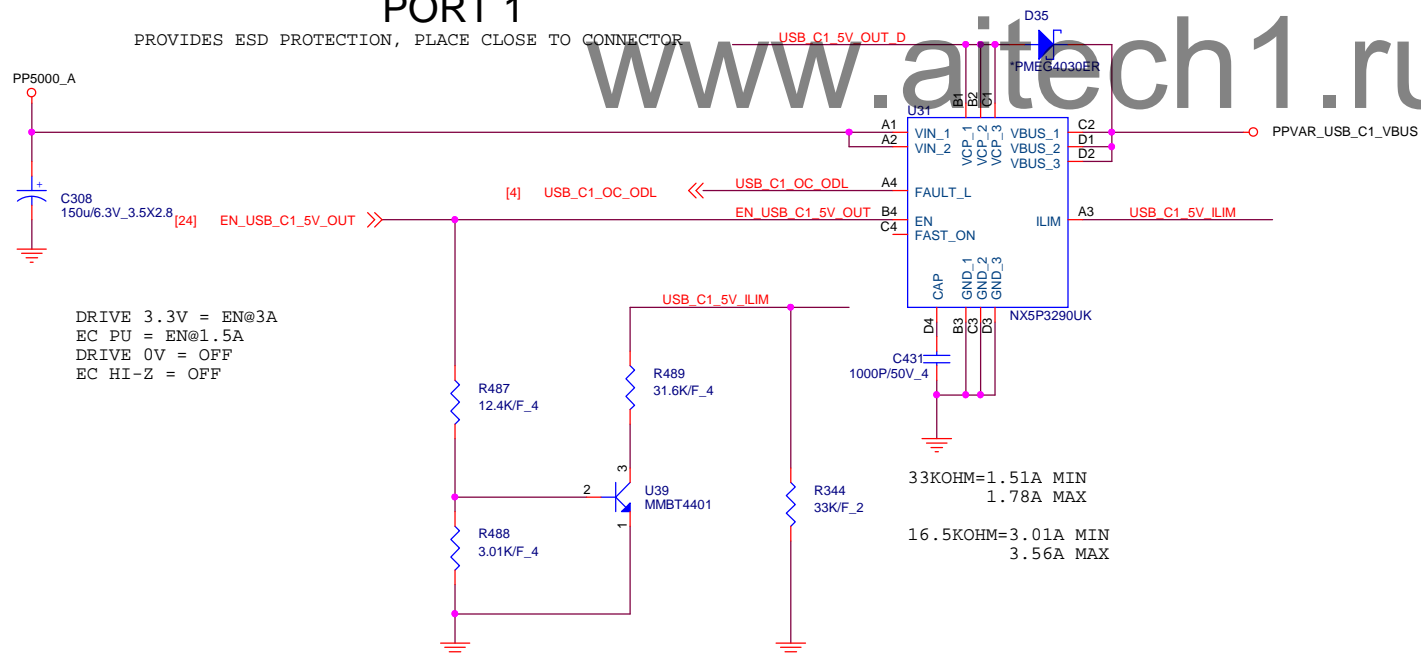 PORT 1
PROVIDES ESD PROTECTION, PLACE CLOSE TO CONNECTOR
www.aitech1.ru
D35
*PMEG4030ER
USB_C1_5V_OUT_D
PP5000_A
U31
B1
B2
C1
A1
A2
VIN_1
VIN_2
VCP_1
VCP_2
VCP_3
VBUS_1
VBUS_2
VBUS_3
C2
D1
D2
PPVAR_USB_C1_VBUS
C308
150u/6.3V_3.5X2.8
[4] USB_C1_OC_ODL
USB_C1_OC_ODL
A4
FAULT_L
[24] EN_USB_C1_5V_OUT
EN_USB_C1_5V_OUT
B4
EN
C4
FAST_ON
ILIM
A3
USB_C1_5V_ILIM
CAP
GND_1
GND_2
GND_3
D4
B3
C3
D3
NX5P3290UK
USB_C1_5V_ILIM
DRIVE 3.3V = EN@3A
EC PU = EN@1.5A
DRIVE 0V = OFF
EC HI-Z = OFF
C431
1000P/50V_4
R489
31.6K/F_4
R487
12.4K/F_4
3
2
1
U39
MMBT4401
R344
33K/F_2
R488
3.01K/F_4
33KOHM=1.51A MIN
1.78A MAX
16.5KOHM=3.01A MIN
3.56A MAX